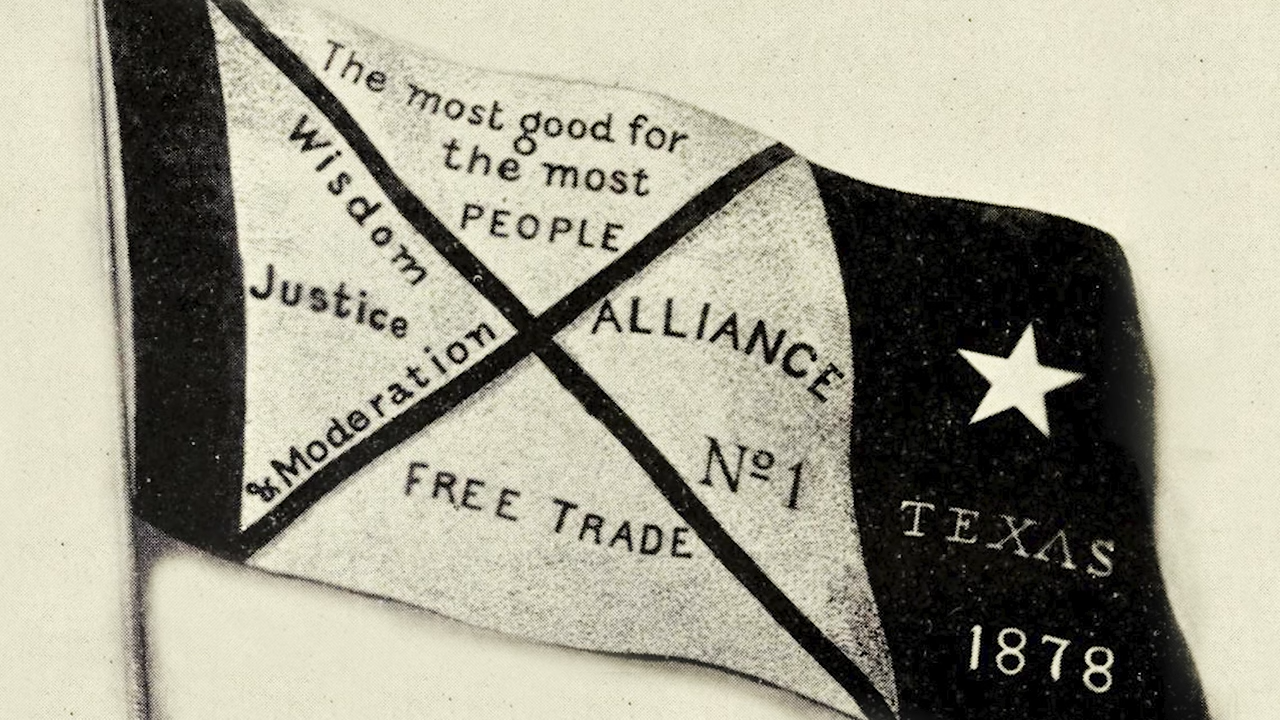 The most good for
the most
PEOPLE
Wisdom
Justice
& Moderation
ALLIANCE
Nº 1
FREE TRADE
TEXAS
1878